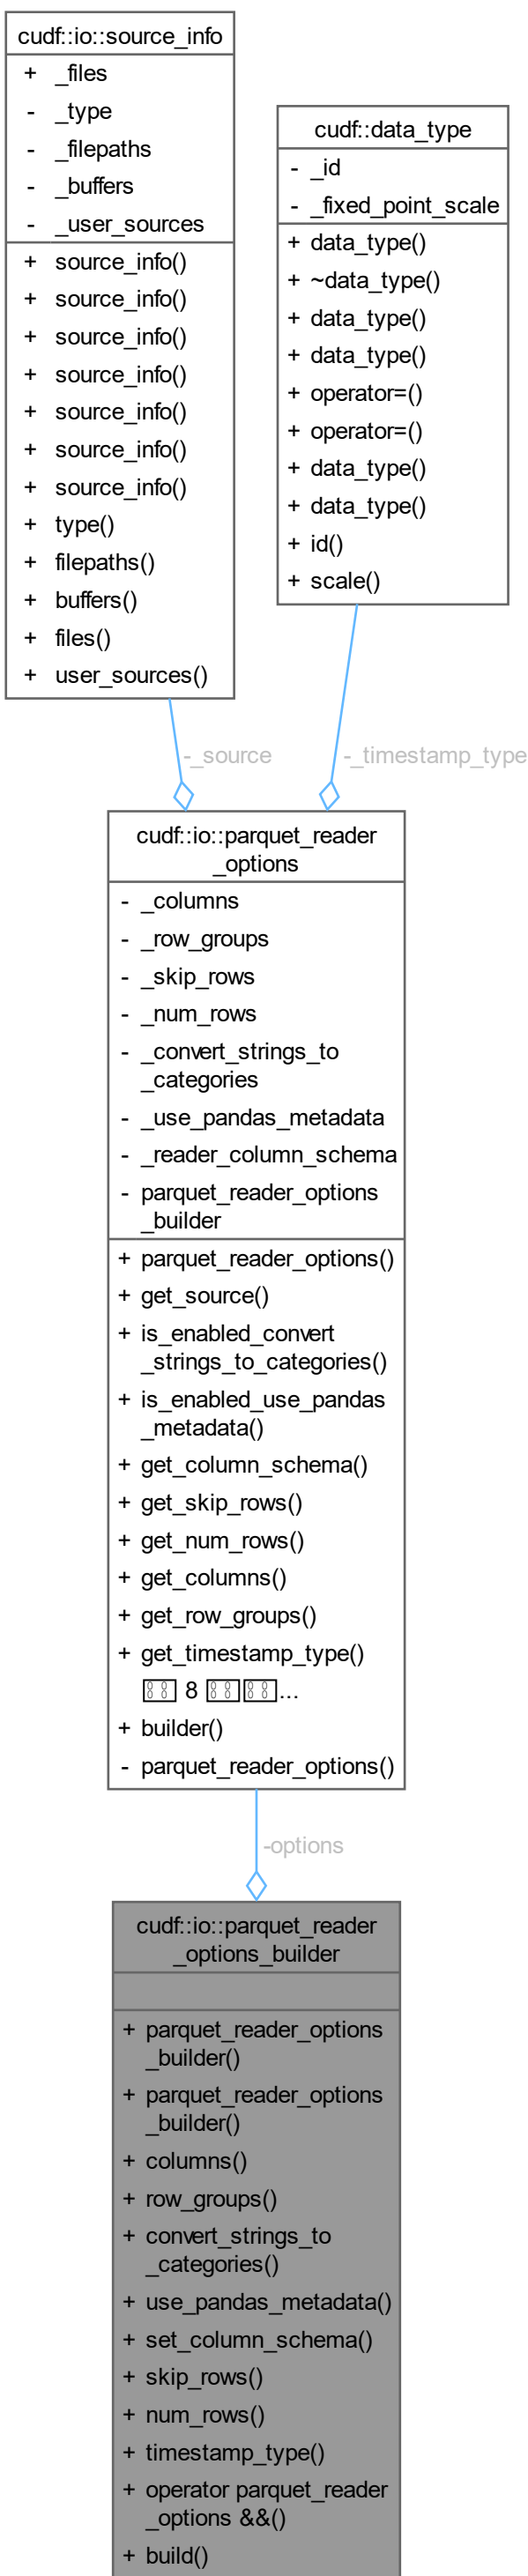 cudf::io::source_info
+ _files
- _type
- _filepaths
- _buffers
- _user_sources
+ source_info()
+ source_info()
+ source_info()
+ source_info()
+ source_info()
+ source_info()
+ source_info()
+ type()
+ filepaths()
+ buffers()
+ files()
+ user_sources()
cudf::data_type
- _id
- _fixed_point_scale
+ data_type()
+ ~data_type()
+ data_type()
+ data_type()
+ operator=()
+ operator=()
+ data_type()
+ data_type()
+ id()
+ scale()
-_source
-_timestamp_type
cudf::io::parquet_reader
_options
- _columns
- _row_groups
- _skip_rows
- _num_rows
- _convert_strings_to
_categories
- _use_pandas_metadata
- _reader_column_schema
- parquet_reader_options
_builder
+ parquet_reader_options()
+ get_source()
+ is_enabled_convert
_strings_to_categories()
+ is_enabled_use_pandas
_metadata()
+ get_column_schema()
+ get_skip_rows()
+ get_num_rows()
+ get_columns()
+ get_row_groups()
+ get_timestamp_type()
8 ...
+ builder()
- parquet_reader_options()
-options
cudf::io::parquet_reader
_options_builder
+ parquet_reader_options
_builder()
+ parquet_reader_options
_builder()
+ columns()
+ row_groups()
+ convert_strings_to
_categories()
+ use_pandas_metadata()
+ set_column_schema()
+ skip_rows()
+ num_rows()
+ timestamp_type()
+ operator parquet_reader
_options &&()
+ build()